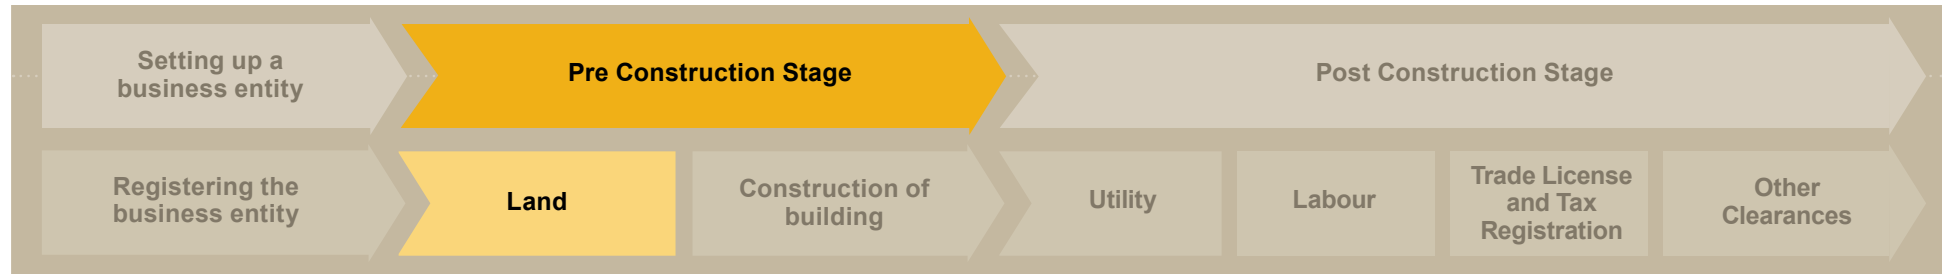 Setting up a
business entity
Pre Construction Stage
Post Construction Stage
Registering the
business entity
Land
Construction of
building
Utility
Labour
Trade License
and Tax
Registration
Other
Clearances